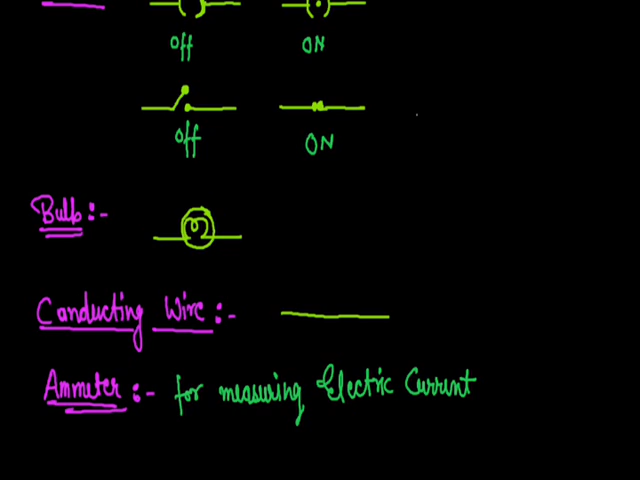 Off ON
Off ON
Bulb :-
Conducting Wire :-
Ammeter :- for measuring Electric Current